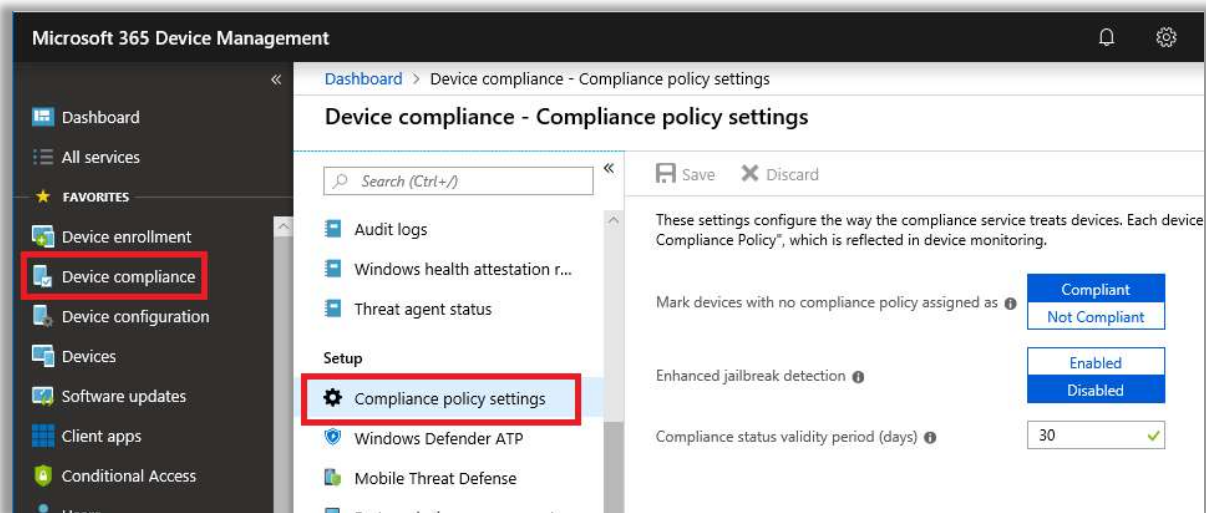 Microsoft 365 Device Management
«
Dashboard
All services
FAVORITES
Device enrollment
Device compliance
Device configuration
Devices
Software updates
Client apps
Conditional Access
Dashboard > Device compliance - Compliance policy settings
Device compliance - Compliance policy settings
Search (Ctrl+/)
«
Audit logs
Windows health attestation r...
Threat agent status
Setup
Compliance policy settings
Windows Defender ATP
Mobile Threat Defense
Save Discard
These settings configure the way the compliance service treats devices. Each device
Compliance Policy", which is reflected in device monitoring.
Mark devices with no compliance policy assigned as
Compliant
Not Compliant
Enhanced jailbreak detection
Enabled
Disabled
Compliance status validity period (days)
30